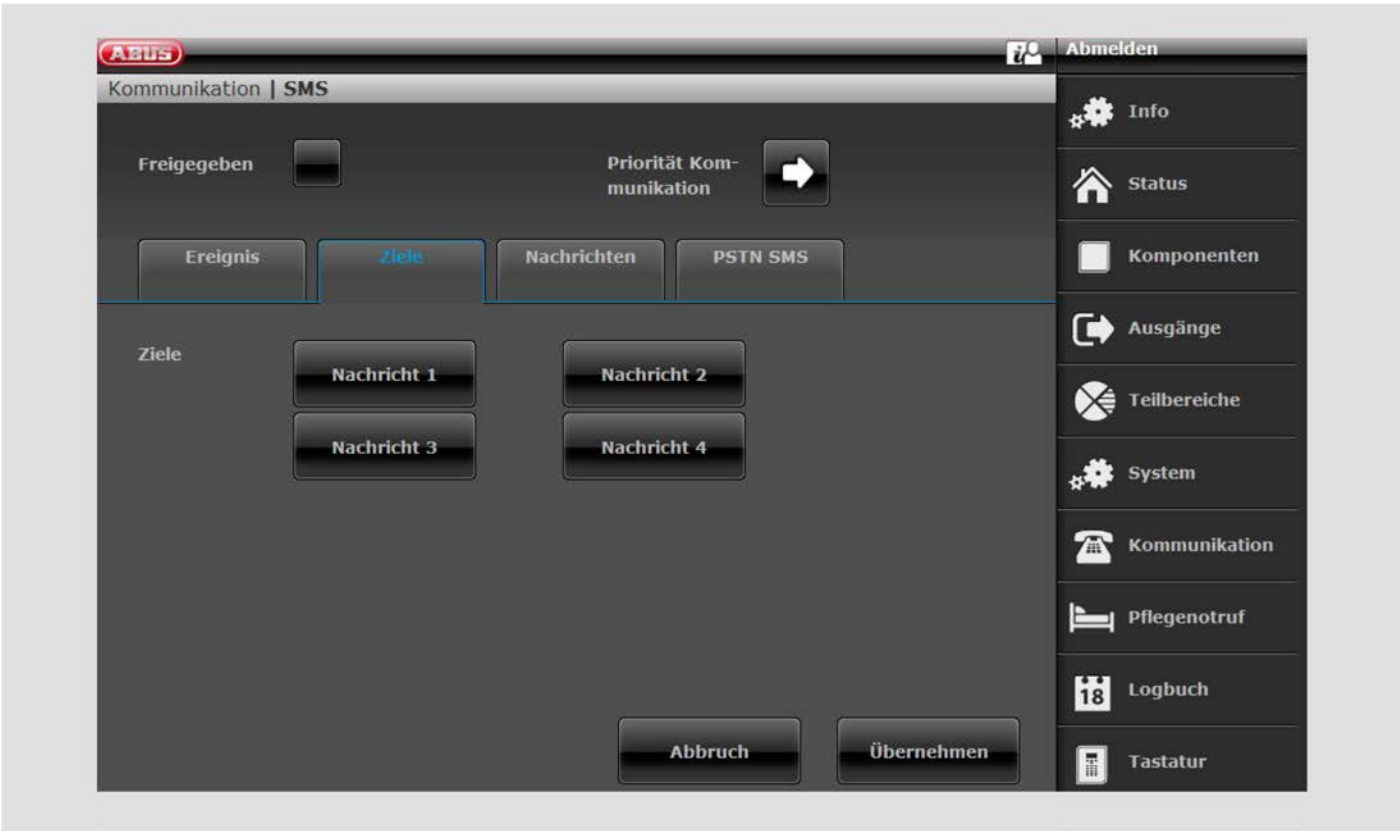 ABUS
Abmelden
Kommunikation | SMS
Info
Freigegeben
Priorität Kom-
munikation
Status
Ereignis
Ziele
Nachrichten
PSTN SMS
Komponenten
Ausgänge
Ziele
Nachricht 1
Nachricht 2
Teilbereiche
Nachricht 3
Nachricht 4
System
Kommunikation
Pflegenotruf
18
Logbuch
Abbruch
Übernehmen
Tastatur